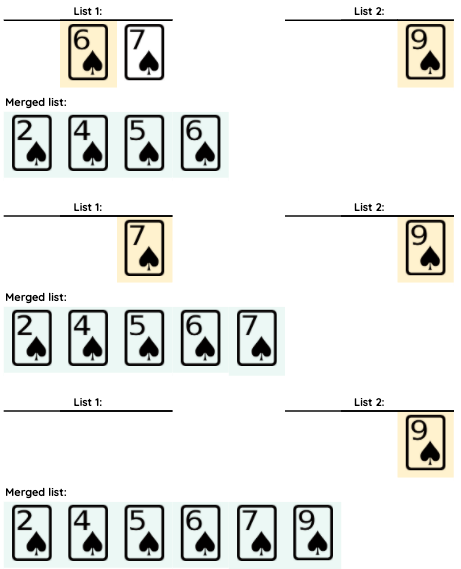 List 1: List 2:
6 7 9
Merged list:
2 4 5 6
List 1: List 2:
7 9
Merged list:
2 4 5 6 7
List 1: List 2:
9
Merged list:
2 4 5 6 7 9